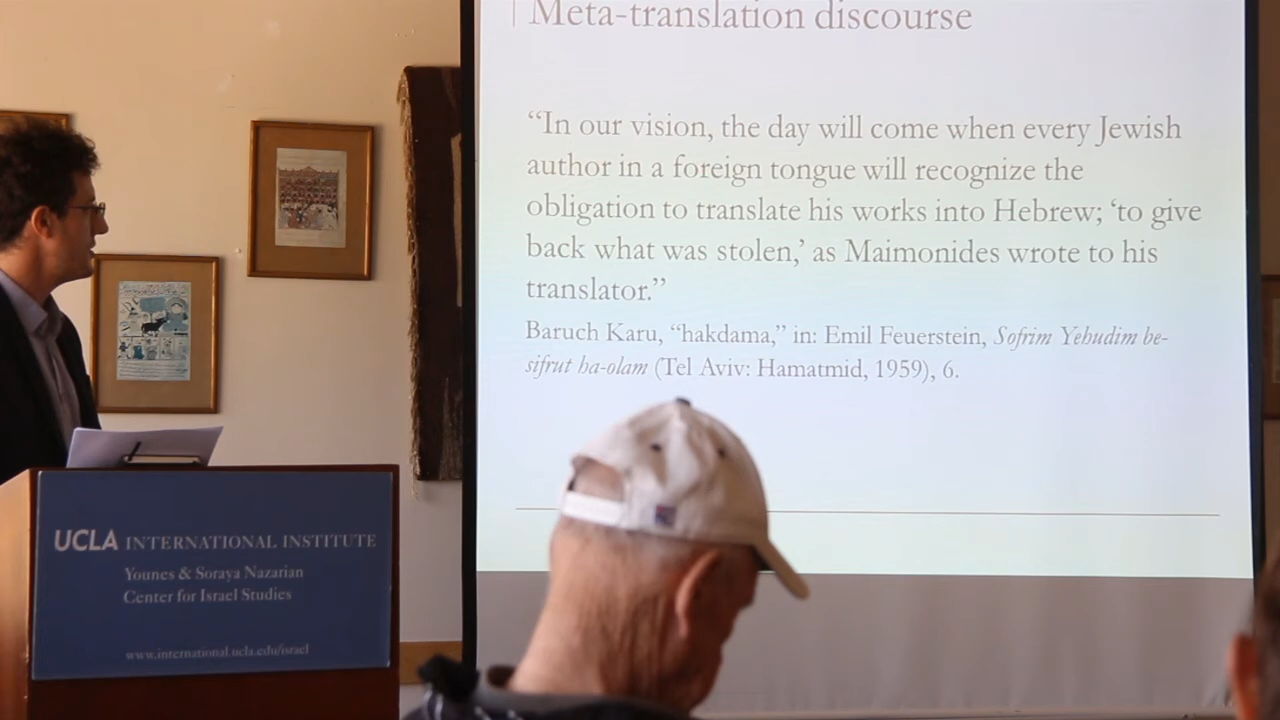 Meta-translation discourse
“In our vision, the day will come when every Jewish
author in a foreign tongue will recognize the
obligation to translate his works into Hebrew; ‘to give
back what was stolen,’ as Maimonides wrote to his
translator.”
Baruch Karu, “hakdama,” in: Emil Feuerstein, Sofrim Yehudim be-
sifrut ha-olam (Tel Aviv: Hamatmid, 1959), 6.
UCLA INTERNATIONAL INSTITUTE
Younes & Soraya Nazarian
Center for Israel Studies
www.international.ucla.edu/israel